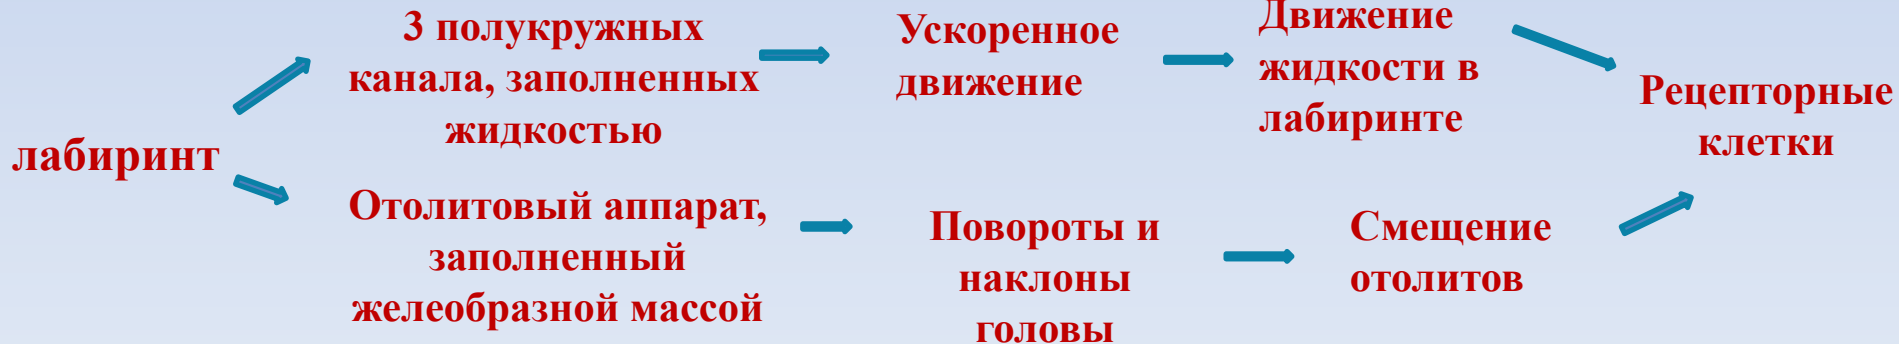 лабиринт
3 полукружных
канала, заполненных
жидкостью
Ускоренное
движение
Движение
жидкости в
лабиринте
Отолитовый аппарат,
заполненный
желеобразной массой
Повороты и
наклоны
головы
Смещение
отолитов
Рецепторные
клетки